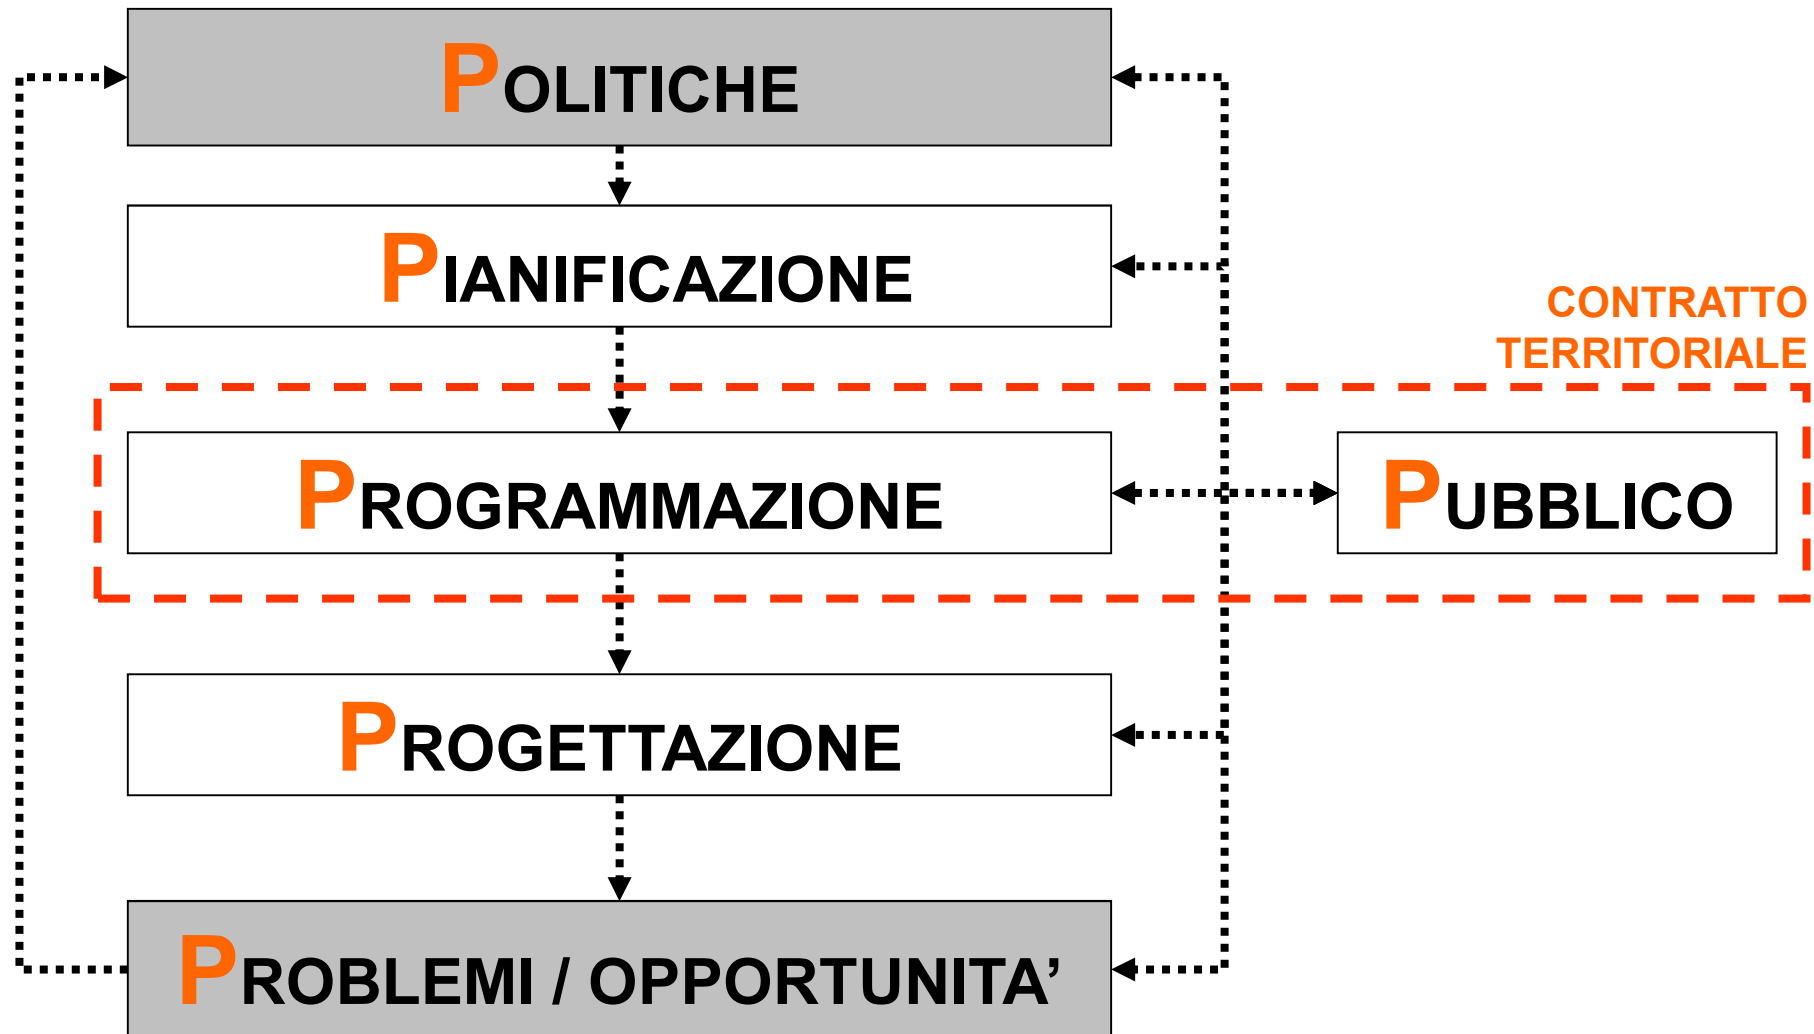 POLITICHE
PIANIFICAZIONE
CONTRATTO
TERRITORIALE
PROGRAMMAZIONE
PUBBLICO
PROGETTAZIONE
PROBLEMI / OPPORTUNITA’